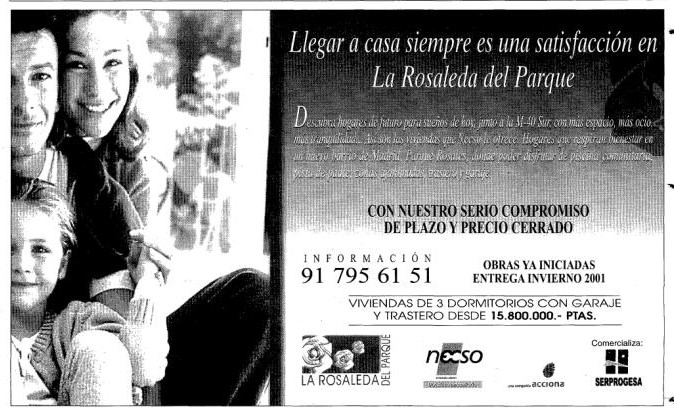 Llegar a casa siempre es una satisfacción en
La Rosaleda del Parque
Descubra hogares de futuro para sueños de hoy, junto a la M-40 Sur, con más espacio, más ocio,
más tranquilidad... Así son las viviendas que Necso le ofrece. Hogares que respiran bienestar en
un nuevo barrio de Madrid, Parque Rosales, donde poder disfrutar de piscina comunitaria,
pista de padel, zonas ajardinadas, trastero y garaje.
CON NUESTRO SERIO COMPROMISO
DE PLAZO Y PRECIO CERRADO
INFORMACIÓN
91 795 61 51
OBRAS YA INICIADAS
ENTREGA INVIERNO 2001
VIVIENDAS DE 3 DORMITORIOS CON GARAJE
Y TRASTERO DESDE 15.800.000.- PTAS.
LA ROSALEDA
DEL PARQUE
necso
una compañía acciona
Comercializa:
SERPROGESA